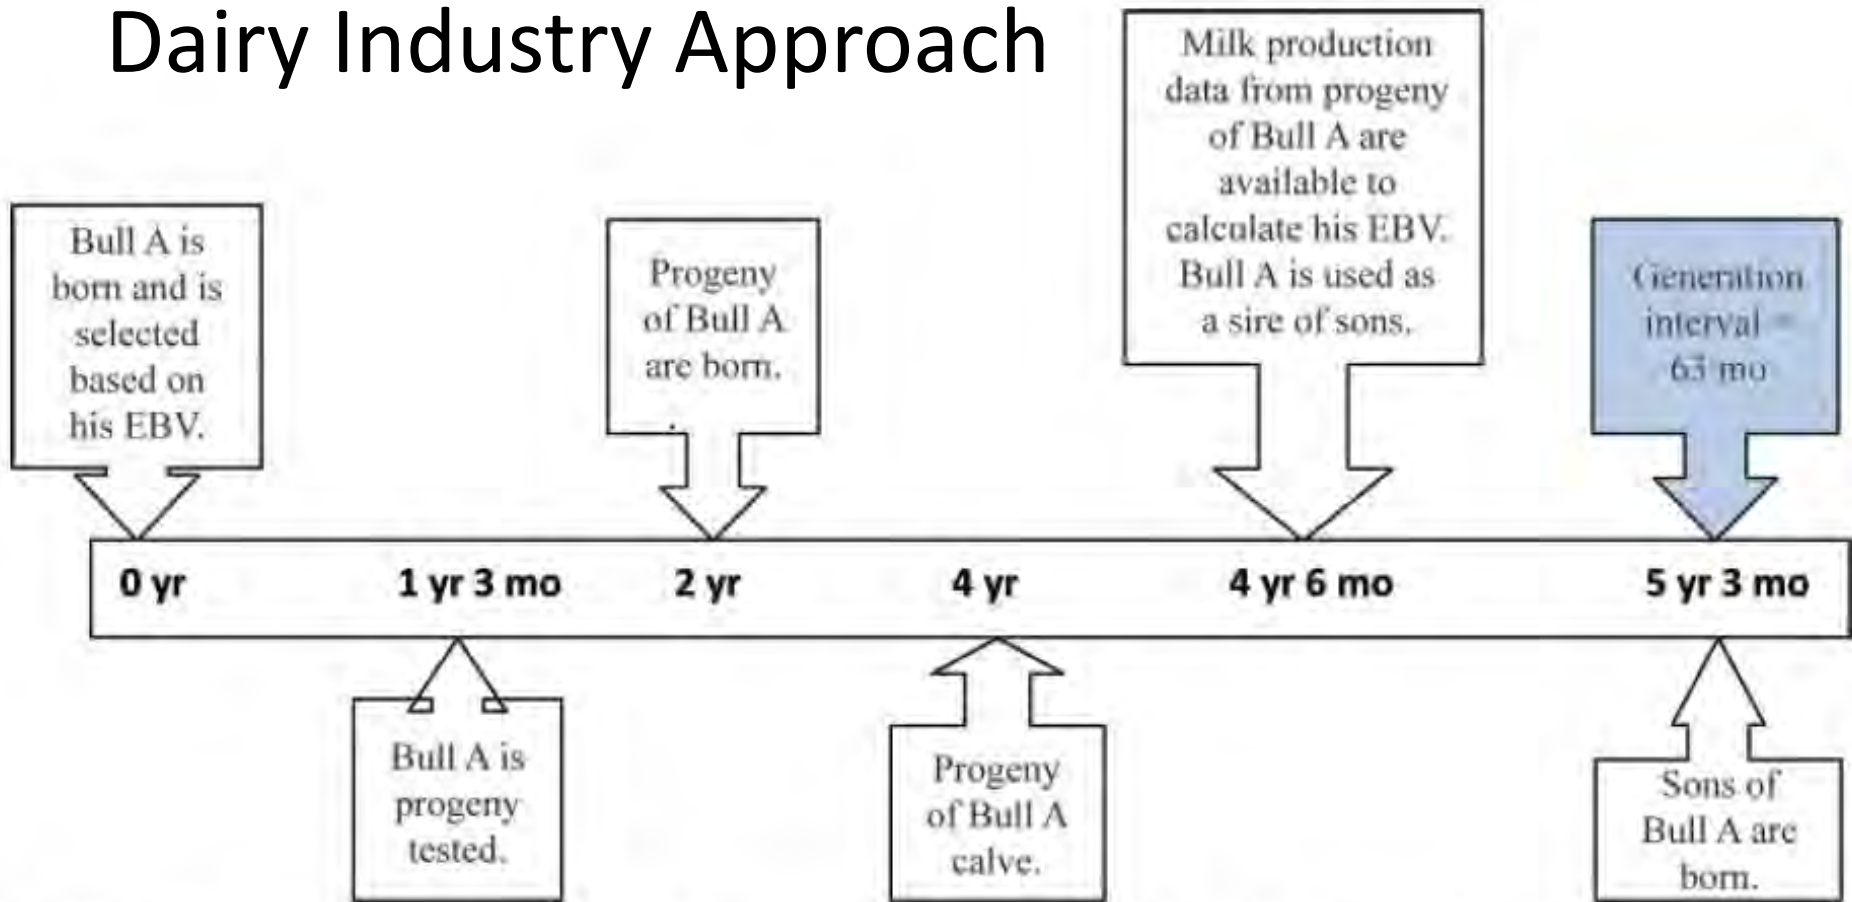 Dairy Industry Approach
Bull A is
born and is
selected
based on
his EBV.
Progeny
of Bull A
are born.
Milk production
data from progeny
of Bull A are
available to
calculate his EBV.
Bull A is used as
a sire of sons.
Generation
interval =
63 mo
0 yr
1 yr 3 mo
2 yr
4 yr
4 yr 6 mo
5 yr 3 mo
Bull A is
progeny
tested.
Progeny
of Bull A
calve.
Sons of
Bull A are
born.